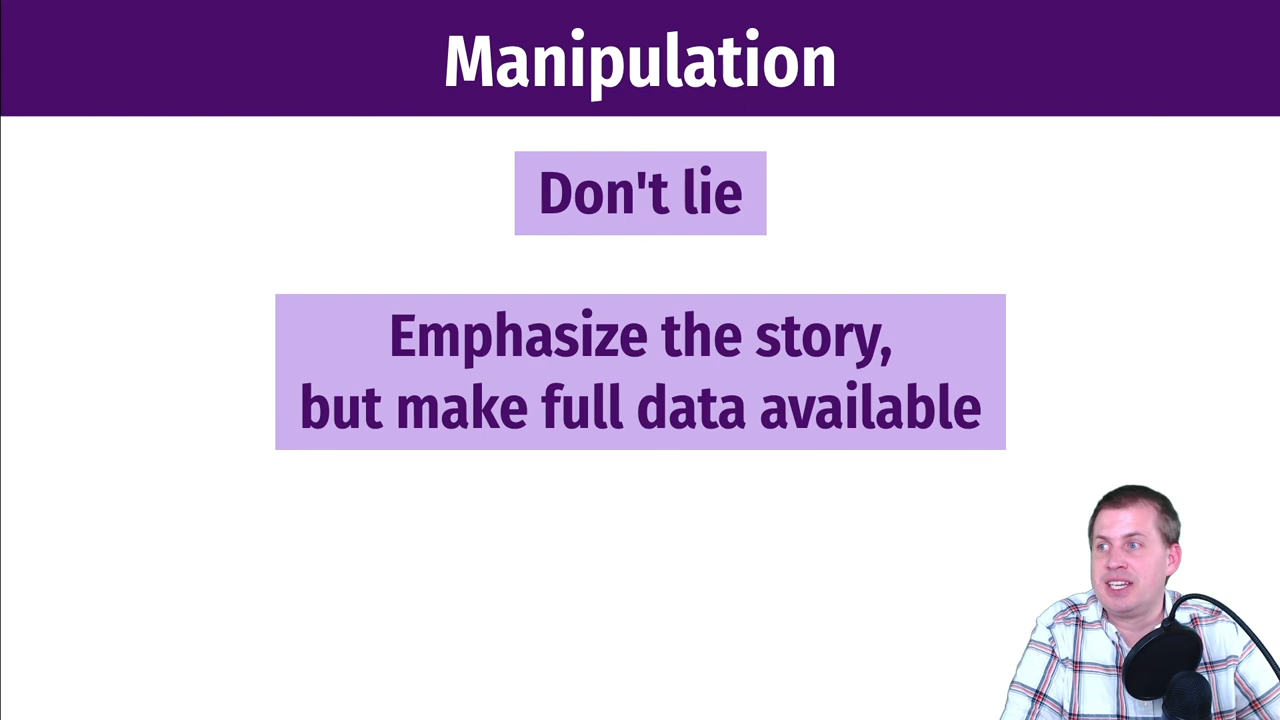 Manipulation
Don't lie
Emphasize the story,
but make full data available